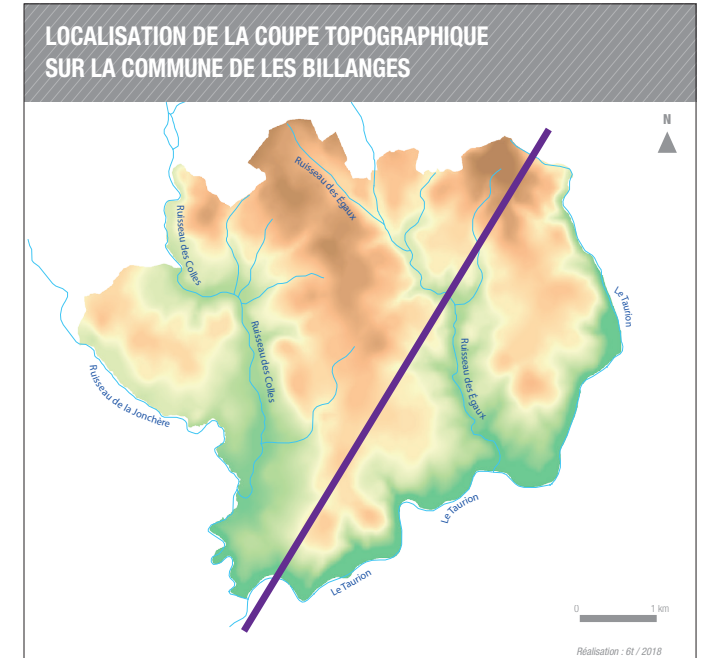 LOCALISATION DE LA COUPE TOPOGRAPHIQUE
SUR LA COMMUNE DE LES BILLANGES
N
Ruisseau des Égaux
Ruisseau des Colles
Le Taurion
Ruisseau des Colles
Ruisseau des Égaux
Ruisseau de la Jonchère
Le Taurion
Le Taurion
0 1 km
Réalisation : 6t / 2018